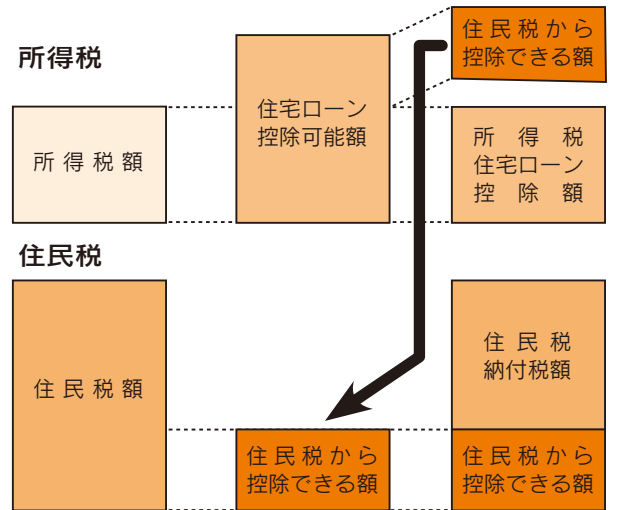 所得税
所得税額
住宅ローン
控除可能額
住民税から
控除できる額
所得税
住宅ローン
控除額
住民税
住民税額
住民税から
控除できる額
住民税
納付税額
住民税から
控除できる額